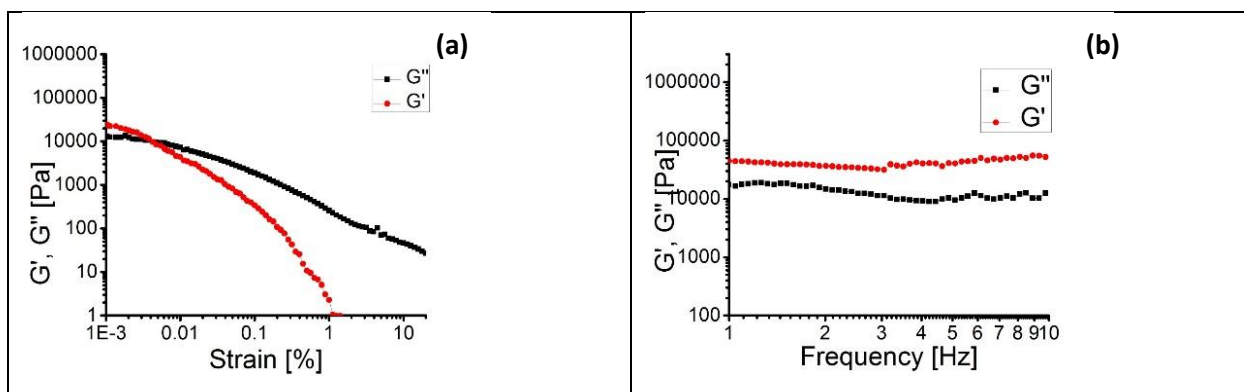 (a)
1000000
100000
10000
1000
100
10
1
G', G'' [Pa]
G''
G'
1E-3 0.01 0.1 1 10
Strain [%]
(b)
1000000
100000
10000
1000
100
G', G'' [Pa]
G''
G'
1 2 3 4 5 6 7 8 9 10
Frequency [Hz]